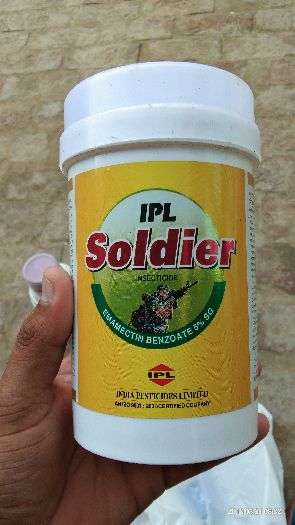 IPL
Soldier
INSECTICIDE
EMAMECTIN BENZOATE 5% SG
IPL
INDIA PESTICIDES LIMITED